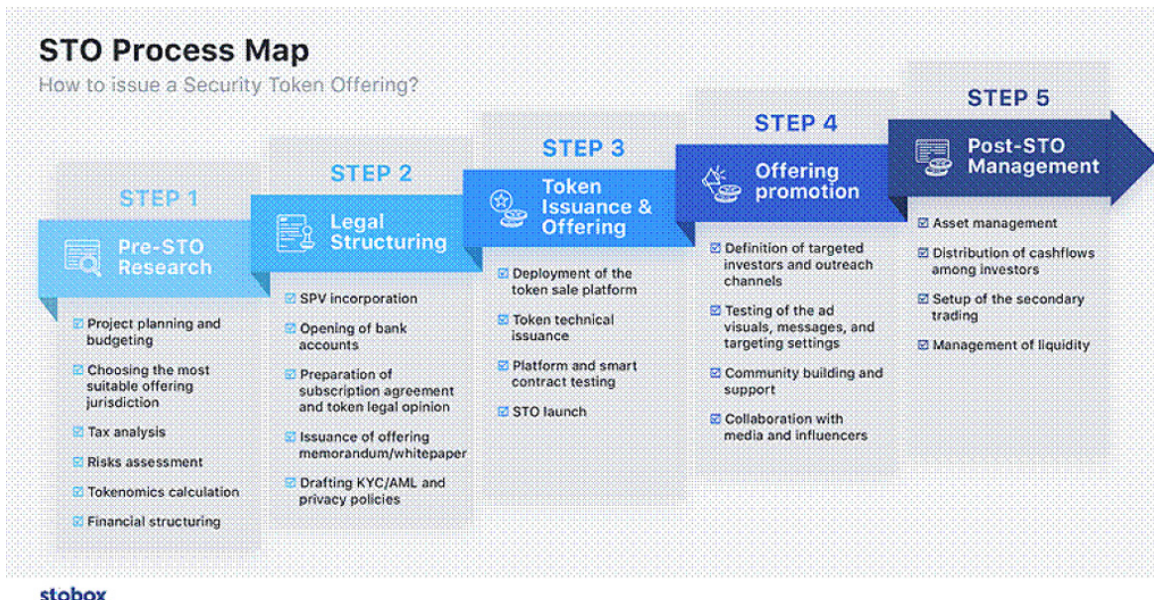 STO Process Map
How to issue a Security Token Offering?
STEP 1
Pre-STO
Research
Project planning and
budgeting
Choosing the most
suitable offering
jurisdiction
Tax analysis
Risks assessment
Tokenomics calculation
Financial structuring
STEP 2
Legal
Structuring
SPV incorporation
Opening of bank
accounts
Preparation of
subscription agreement
and token legal opinion
Issuance of offering
memorandum/whitepaper
Drafting KYC/AML and
privacy policies
STEP 3
Token
Issuance &
Offering
Deployment of the
token sale platform
Token technical
issuance
Platform and smart
contract testing
STO launch
STEP 4
Offering
promotion
Definition of targeted
investors and outreach
channels
Testing of the ad
visuals, messages, and
targeting settings
Community building and
support
Collaboration with
media and influencers
STEP 5
Post-STO
Management
Asset management
Distribution of cashflows
among investors
Setup of the secondary
trading
Management of liquidity
stobox